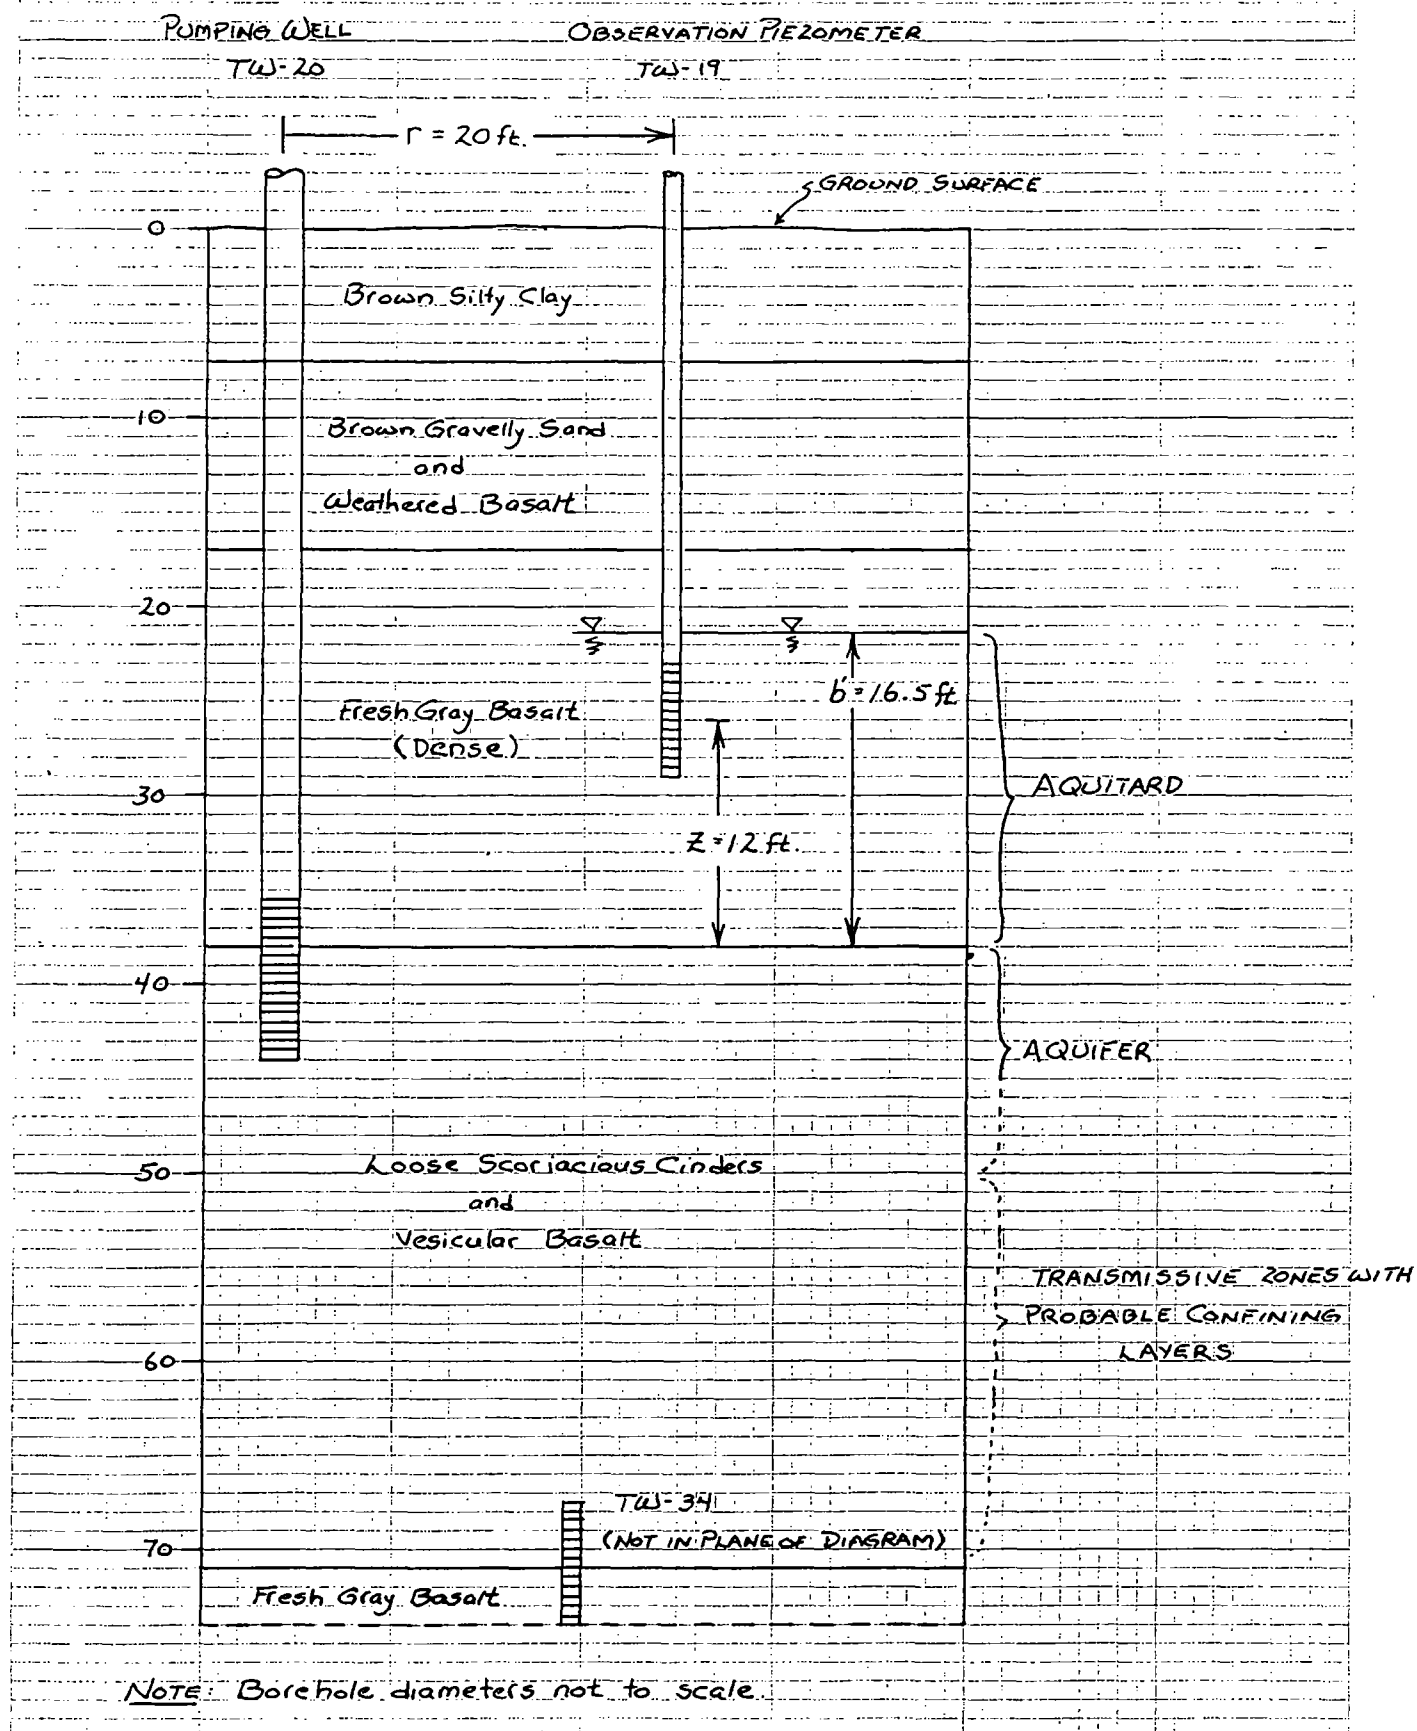 PUMPING WELL
OBSERVATION PIEZOMETER
TW-20
TW-19
r = 20 ft.
GROUND SURFACE
0
Brown Silty Clay
10
Brown Gravelly Sand
and
Weathered Basalt
20
b' = 16.5 ft
Fresh Gray Basalt
(Dense)
30
AQUITARD
Z = 12 ft.
40
AQUIFER
50
Loose Scoriacious Cinders
and
Vesicular Basalt
TRANSMISSIVE ZONES WITH
PROBABLE CONFINING
LAYERS
60
TW-34
(NOT IN PLANE OF DIAGRAM)
70
Fresh Gray Basalt
NOTE: Borehole diameters not to scale.